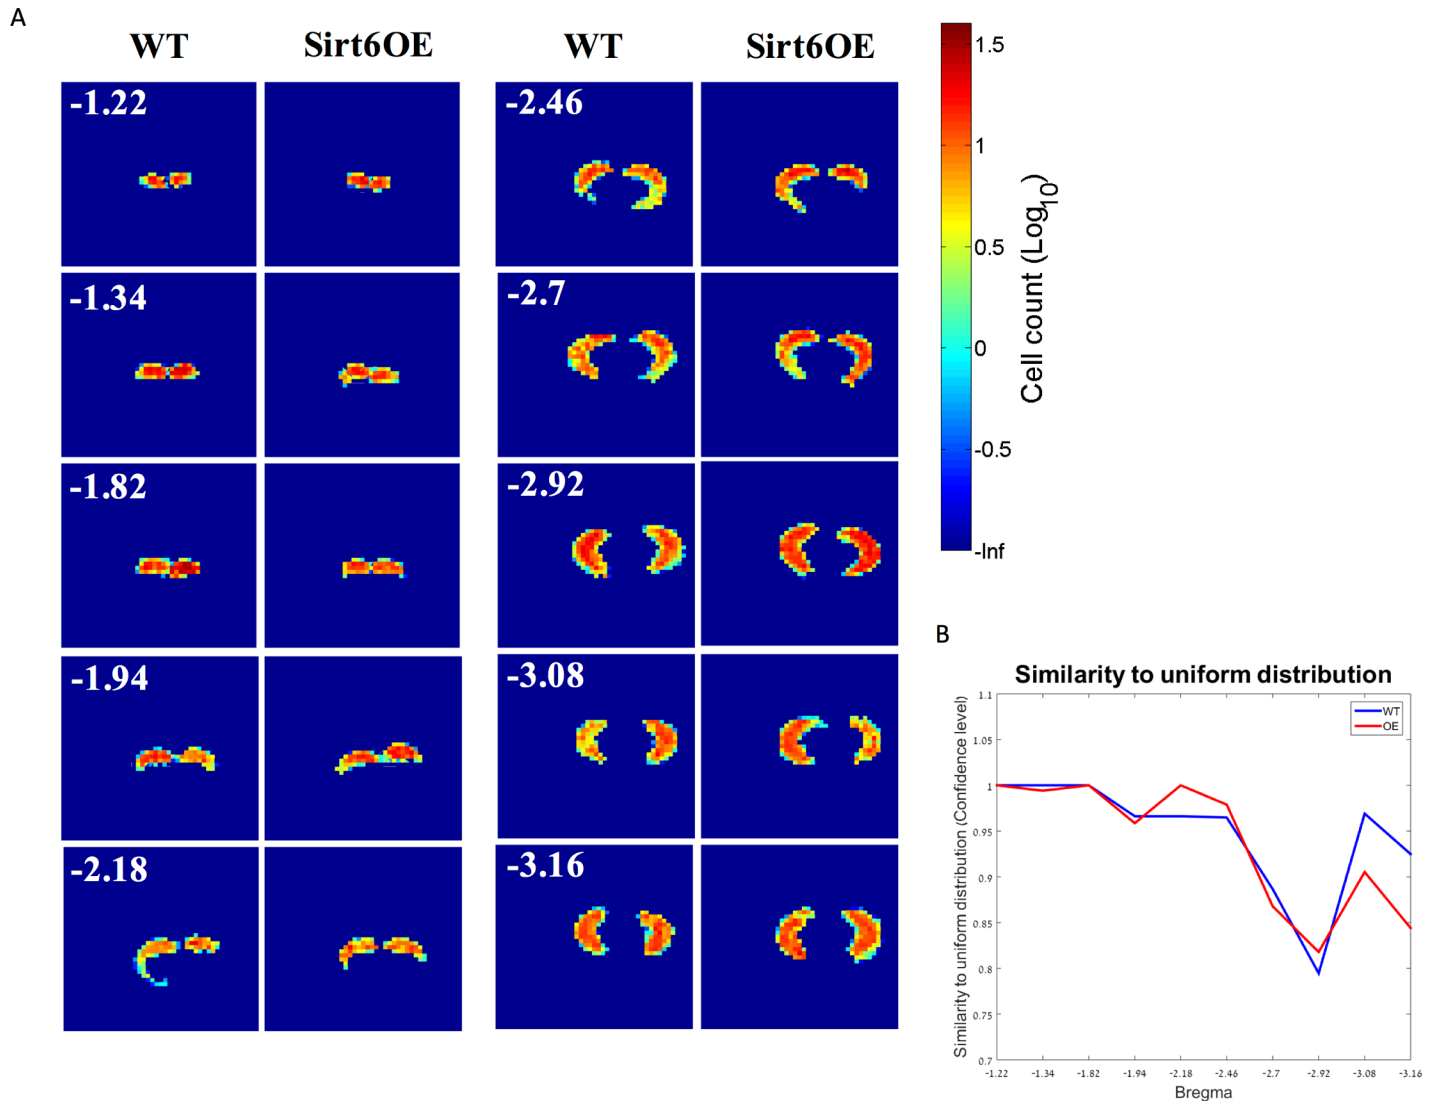 A
WT
Sirt6OE
WT
Sirt6OE
-1.22
-2.46
-1.34
-2.7
-1.82
-2.92
-1.94
-3.08
-2.18
-3.16
1.5
1
0.5
0
-0.5
-Inf
Cell count (Log10)
B
Similarity to uniform distribution
WT
OE
1.1
1.05
1
0.95
0.9
0.85
0.8
0.75
0.7
Similarity to uniform distribution (Confidence level)
-1.22 -1.34 -1.82 -1.94 -2.18 -2.46 -2.7 -2.92 -3.08 -3.16
Bregma